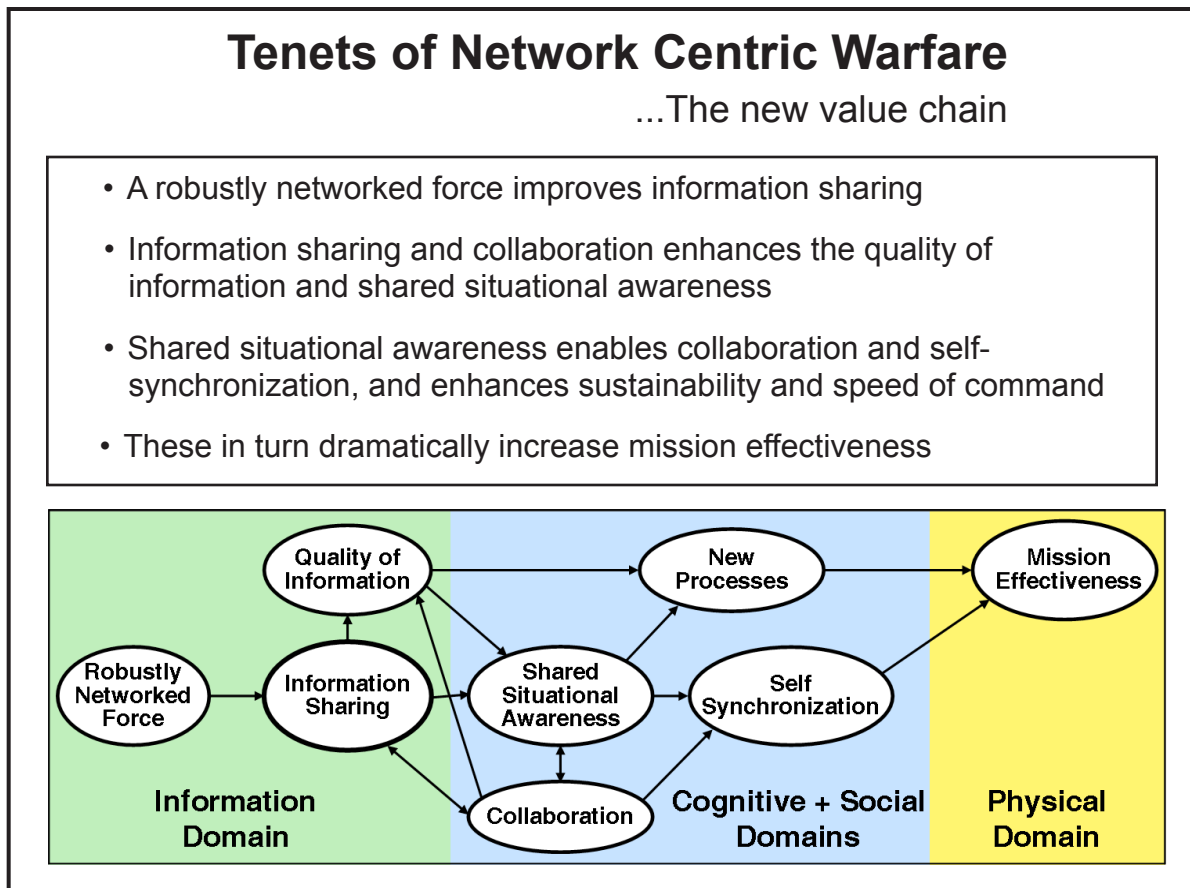 Tenets of Network Centric Warfare
...The new value chain
• A robustly networked force improves information sharing
• Information sharing and collaboration enhances the quality of
information and shared situational awareness
• Shared situational awareness enables collaboration and self-
synchronization, and enhances sustainability and speed of command
• These in turn dramatically increase mission effectiveness
Quality of
Information
New
Processes
Mission
Effectiveness
Robustly
Networked
Force
Information
Sharing
Shared
Situational
Awareness
Self
Synchronization
Collaboration
Information
Domain
Cognitive + Social
Domains
Physical
Domain